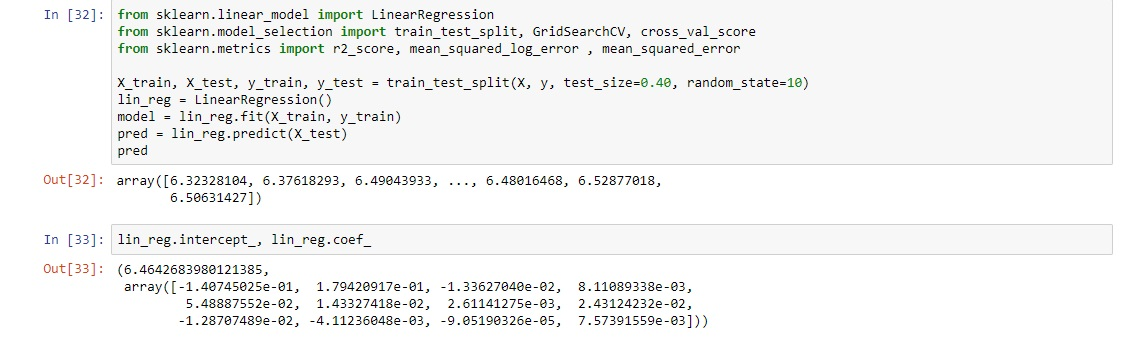 In [32]: from sklearn.linear_model import LinearRegression
from sklearn.model_selection import train_test_split, GridSearchCV, cross_val_score
from sklearn.metrics import r2_score, mean_squared_log_error , mean_squared_error
X_train, X_test, y_train, y_test = train_test_split(X, y, test_size=0.40, random_state=10)
lin_reg = LinearRegression()
model = lin_reg.fit(X_train, y_train)
pred = lin_reg.predict(X_test)
pred
Out[32]: array([6.32328104, 6.37618293, 6.49043933, ..., 6.48016468, 6.52877018,
6.50631427])
In [33]: lin_reg.intercept_, lin_reg.coef_
Out[33]: (6.4642683980121385,
array([-1.40745025e-01, 1.79420917e-01, -1.33627040e-02, 8.11089338e-03,
5.48887552e-02, 1.43327418e-02, 2.61141275e-03, 2.43124232e-02,
-1.28707489e-02, -4.11236048e-03, -9.05190326e-05, 7.57391559e-03]))